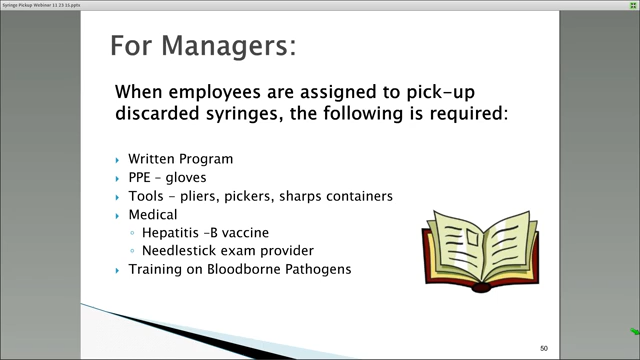 Syringe Pickup Webinar 11 23 16.pptx
For Managers:
When employees are assigned to pick-up
discarded syringes, the following is required:
Written Program
PPE – gloves
Tools – pliers, pickers, sharps containers
Medical
Hepatitis –B vaccine
Needlestick exam provider
Training on Bloodborne Pathogens
50